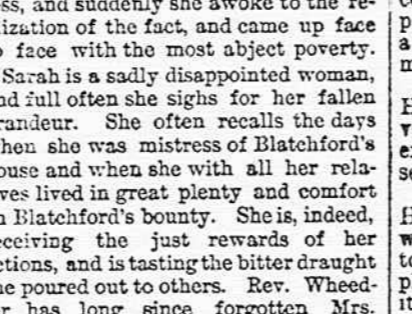 ss, and suddenly she awoke to the re-
lization of the fact, and came up face
o face with the most abject poverty.
Sarah is a sadly disappointed woman,
nd full often she sighs for her fallen
randeur. She often recalls the days
hen she was mistress of Blatchford's
ouse and when she with all her rela-
ves lived in great plenty and comfort
n Blatchford's bounty. She is, indeed,
eceiving the just rewards of her
ctions, and is tasting the bitter draught
he poured out to others. Rev. Wheed-
r has long since forgotten Mrs.